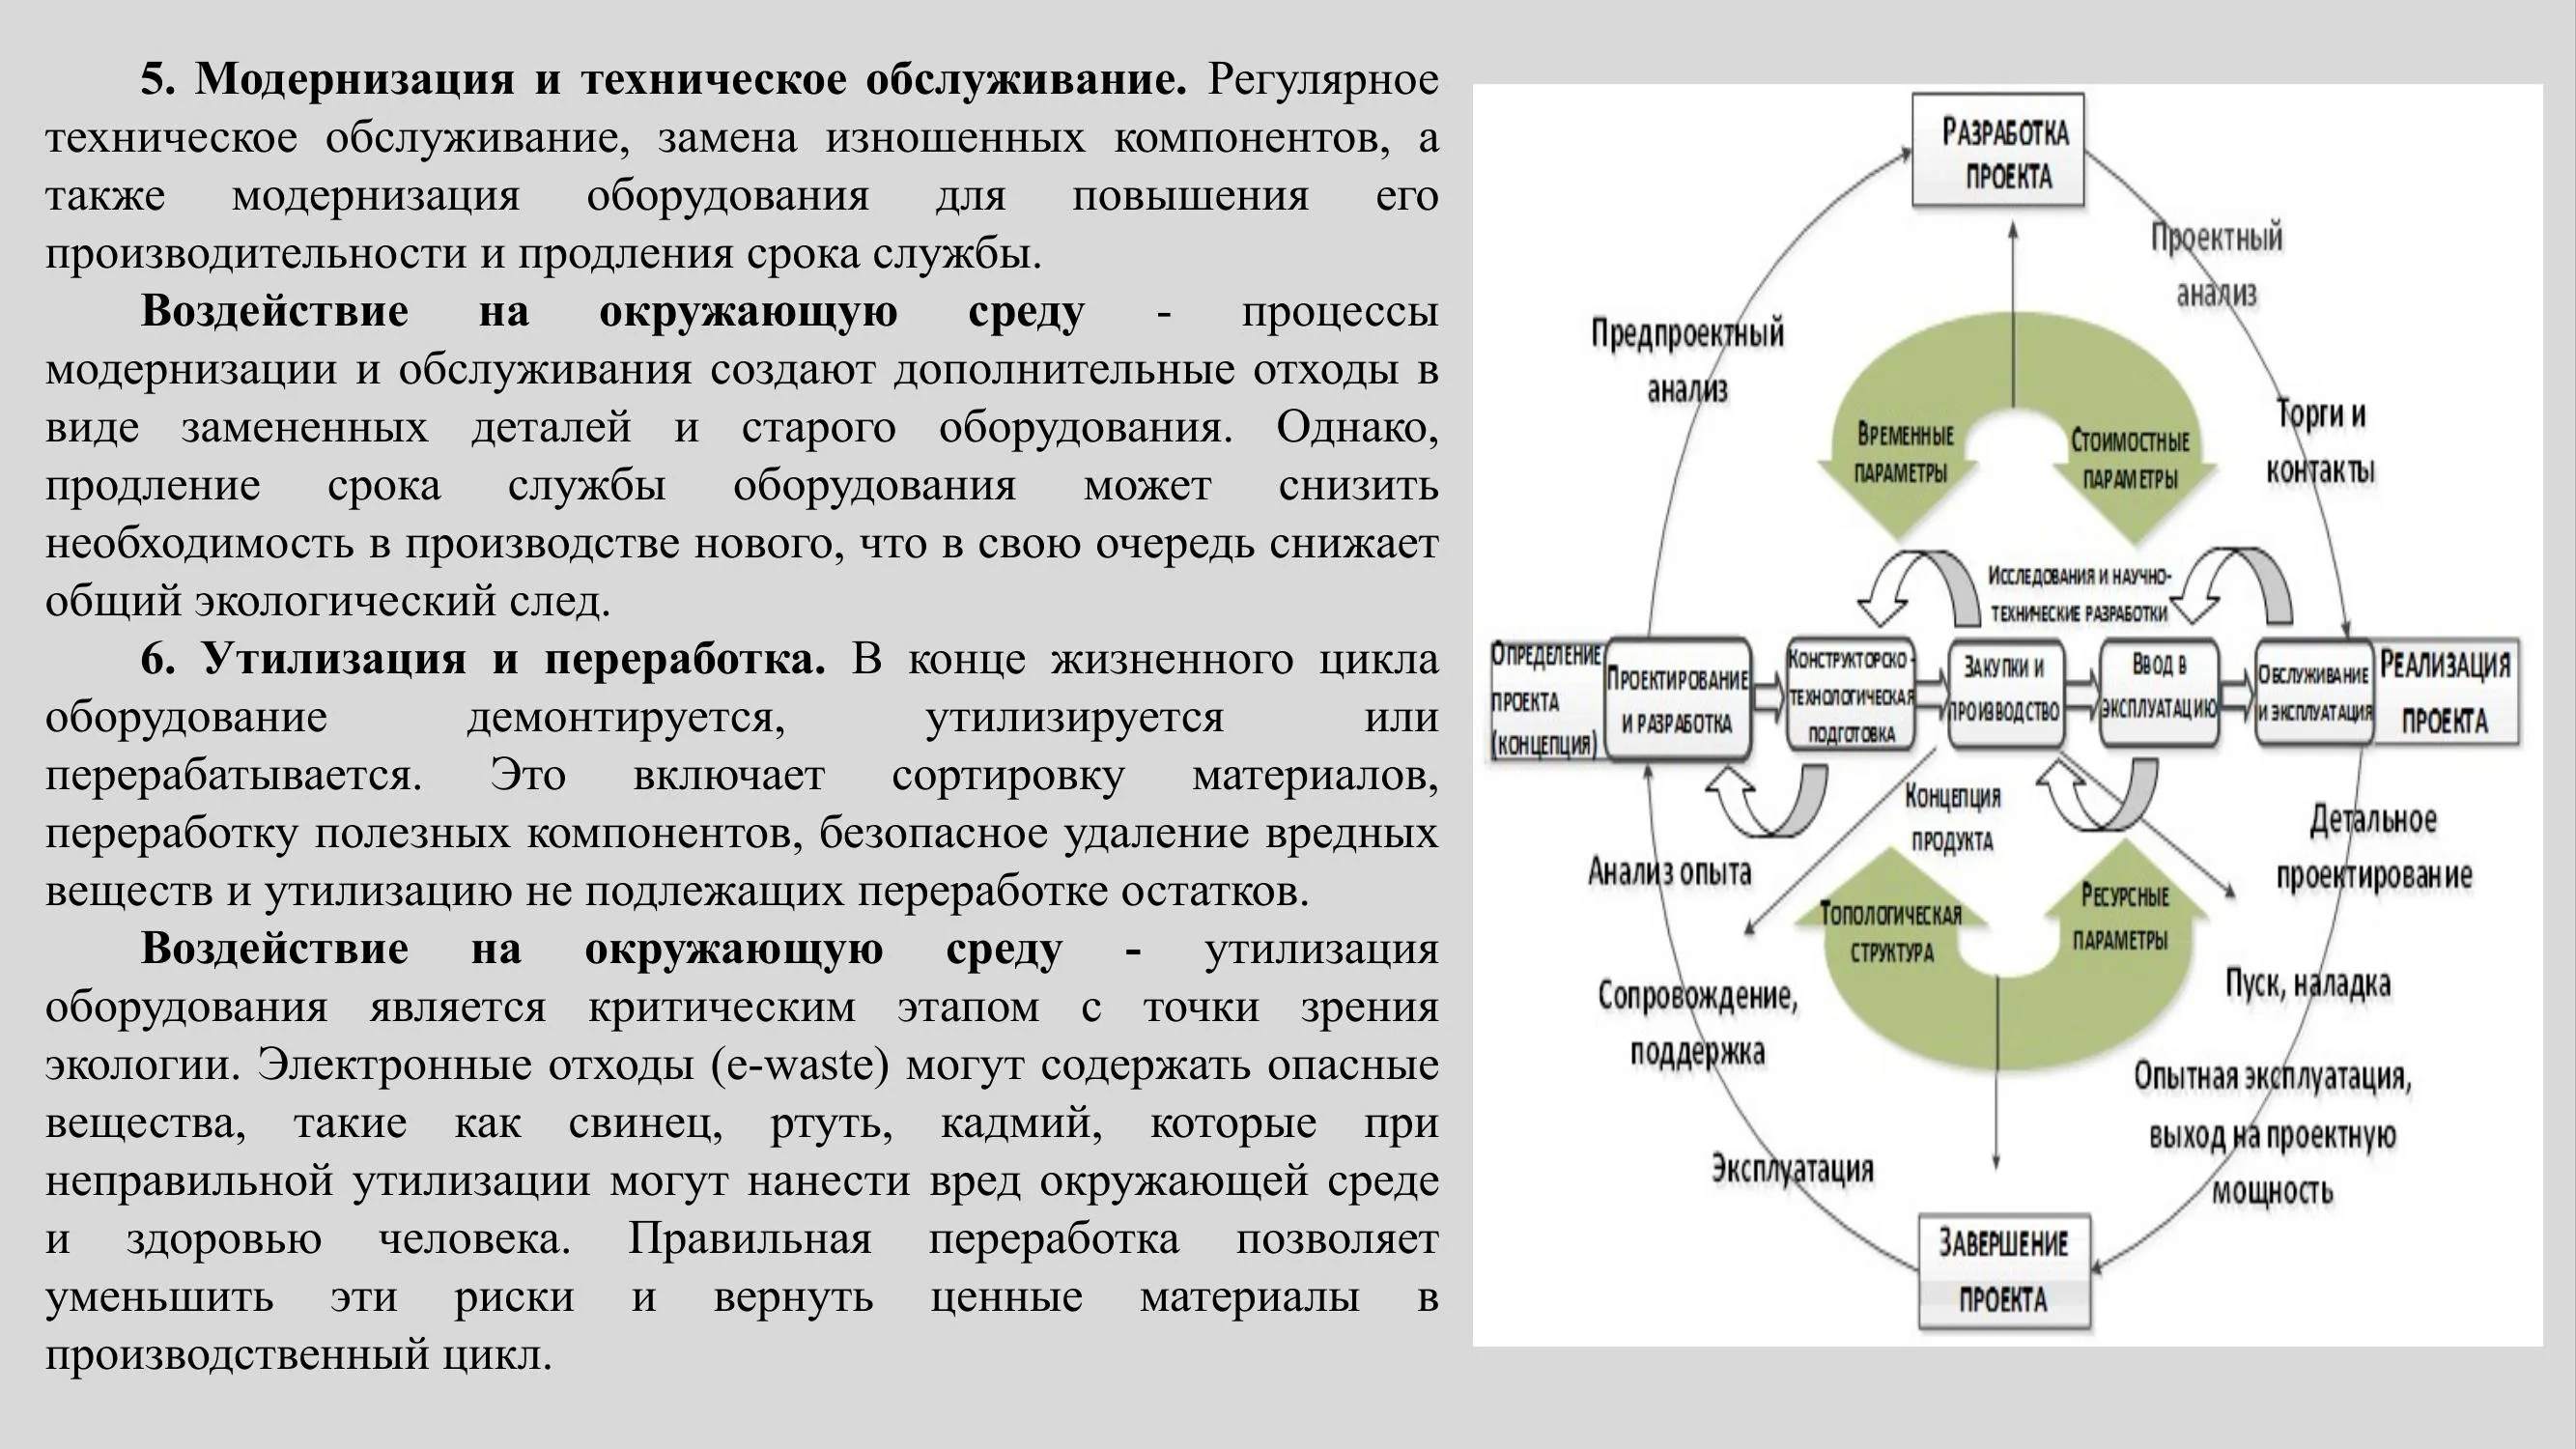 5. Модернизация и техническое обслуживание. Регулярное
техническое обслуживание, замена изношенных компонентов, а
также модернизация оборудования для повышения его
производительности и продления срока службы.
Воздействие на окружающую среду - процессы
модернизации и обслуживания создают дополнительные отходы в
виде замененных деталей и старого оборудования. Однако,
продление срока службы оборудования может снизить
необходимость в производстве нового, что в свою очередь снижает
общий экологический след.
6. Утилизация и переработка. В конце жизненного цикла
оборудование демонтируется, утилизируется или
перерабатывается. Это включает сортировку материалов,
переработку полезных компонентов, безопасное удаление вредных
веществ и утилизацию не подлежащих переработке остатков.
Воздействие на окружающую среду - утилизация
оборудования является критическим этапом с точки зрения
экологии. Электронные отходы (e-waste) могут содержать опасные
вещества, такие как свинец, ртуть, кадмий, которые при
неправильной утилизации могут нанести вред окружающей среде
и здоровью человека. Правильная переработка позволяет
уменьшить эти риски и вернуть ценные материалы в
производственный цикл.
РАЗРАБОТКА
ПРОЕКТА
Проектный
анализ
Предпроектный
анализ
Торги и
контакты
ВРЕМЕННЫЕ
ПАРАМЕТРЫ
СТОИМОСТНЫЕ
ПАРАМЕТРЫ
ИССЛЕДОВАНИЯ И НАУЧНО-
ТЕХНИЧЕСКИЕ РАЗРАБОТКИ
ОПРЕДЕЛЕНИЕ
ПРОЕКТА
(КОНЦЕПЦИЯ)
ПРОЕКТИРОВАНИЕ
И РАЗРАБОТКА
КОНСТРУКТОРСКО-
ТЕХНОЛОГИЧЕСКАЯ
ПОДГОТОВКА
ЗАКУПКИ И
ПРОИЗВОДСТВО
ВВОД В
ЭКСПЛУАТАЦИЮ
ОБСЛУЖИВАНИЕ
И ЭКСПЛУАТАЦИЯ
РЕАЛИЗАЦИЯ
ПРОЕКТА
КОНЦЕПЦИЯ
ПРОДУКТА
Анализ опыта
Детальное
проектирование
ТОПОЛОГИЧЕСКАЯ
СТРУКТУРА
РЕСУРСНЫЕ
ПАРАМЕТРЫ
Сопровождение,
поддержка
Пуск, наладка
Опытная эксплуатация,
выход на проектную
мощность
Эксплуатация
ЗАВЕРШЕНИЕ
ПРОЕКТА